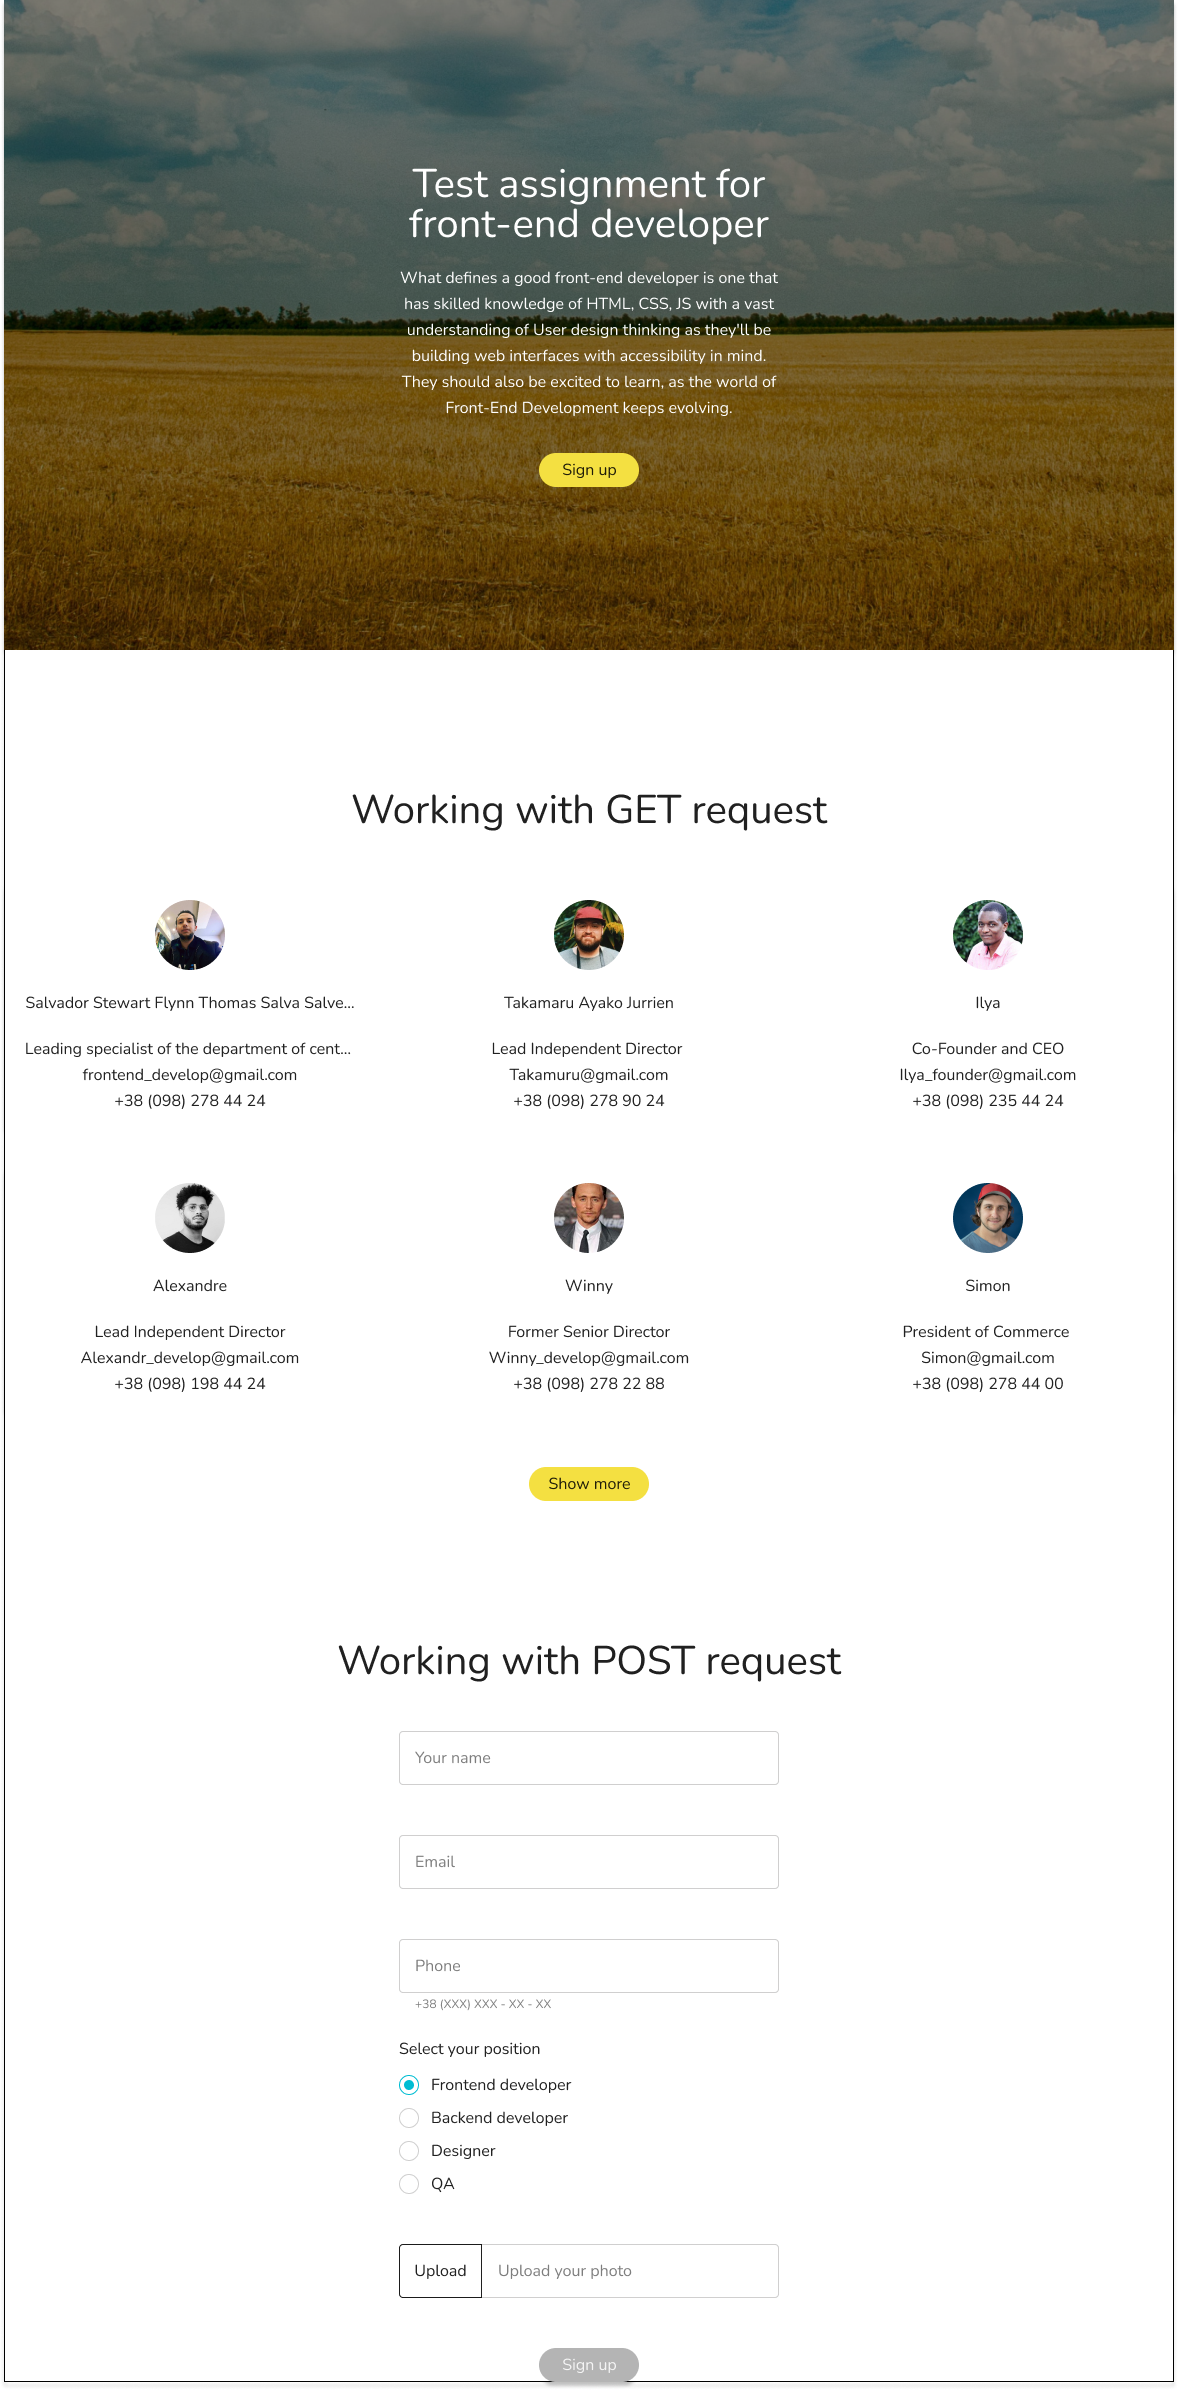 Test assignment for
front-end developer
What defines a good front-end developer is one that
has skilled knowledge of HTML, CSS, JS with a vast
understanding of User design thinking as they'll be
building web interfaces with accessibility in mind.
They should also be excited to learn, as the world of
Front-End Development keeps evolving.
Sign up
Working with GET request
Salvador Stewart Flynn Thomas Salva Salve...
Leading specialist of the department of cent...
frontend_develop@gmail.com
+38 (098) 278 44 24
Takamaru Ayako Jurrien
Lead Independent Director
Takamuru@gmail.com
+38 (098) 278 90 24
Ilya
Co-Founder and CEO
Ilya_founder@gmail.com
+38 (098) 235 44 24
Alexandre
Lead Independent Director
Alexandr_develop@gmail.com
+38 (098) 198 44 24
Winny
Former Senior Director
Winny_develop@gmail.com
+38 (098) 278 22 88
Simon
President of Commerce
Simon@gmail.com
+38 (098) 278 44 00
Show more
Working with POST request
Your name
Email
Phone
+38 (XXX) XXX - XX - XX
Select your position
Frontend developer
Backend developer
Designer
QA
Upload
Upload your photo
Sign up